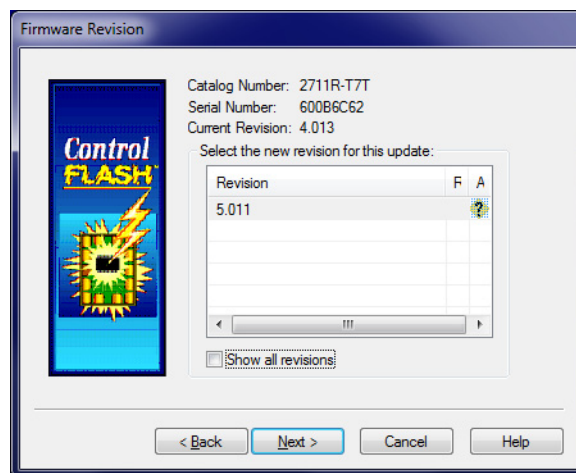 Firmware Revision
Control
FLASH
Catalog Number: 2711R-T7T
Serial Number: 600B6C62
Current Revision: 4.013
Select the new revision for this update:
Revision F A
5.011 ?
Show all revisions
< Back Next > Cancel Help